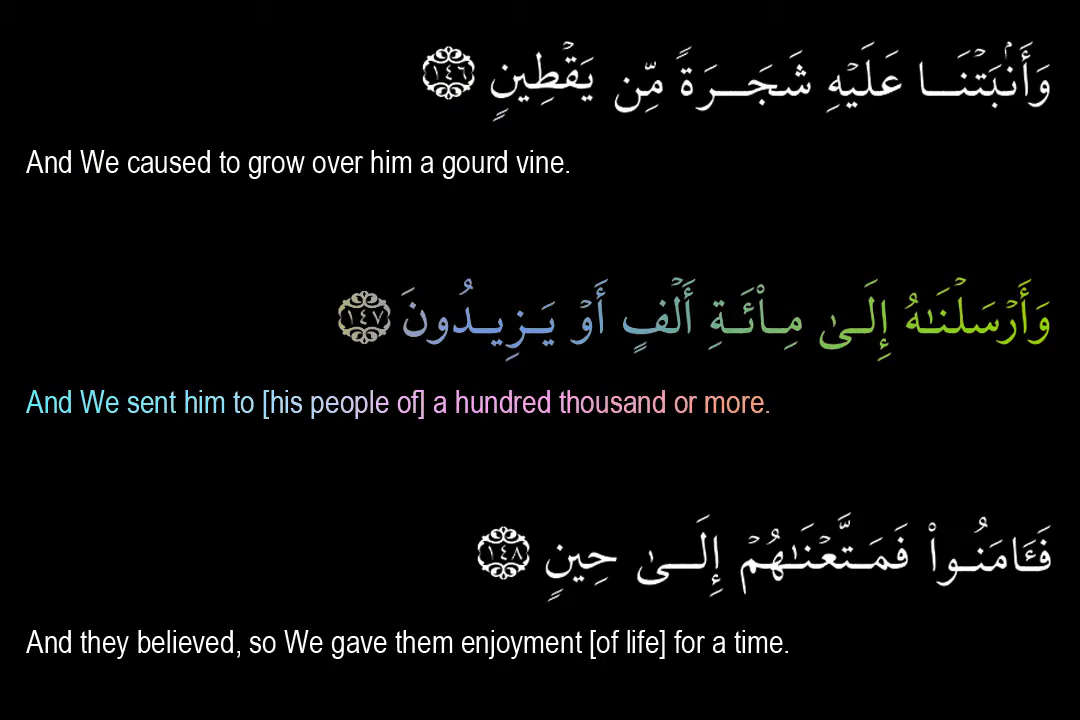 وَأَنۢبَتۡنَا عَلَيۡهِ شَجَرَةٗ مِّن يَقۡطِينٖ ١٤٦
And We caused to grow over him a gourd vine.
وَأَرۡسَلۡنَٰهُ إِلَىٰ مِاْئَةِ أَلۡفٍ أَوۡ يَزِيدُونَ ١٤٧
And We sent him to [his people of] a hundred thousand or more.
فَـَٔامَنُواْ فَمَتَّعۡنَٰهُمۡ إِلَىٰ حِينٖ ١٤٨
And they believed, so We gave them enjoyment [of life] for a time.